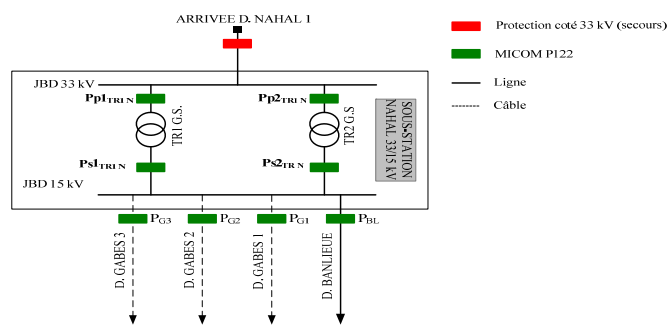 ARRIVEE D. NAHAL 1
Protection coté 33 kV (secours)
MICOM P122
Ligne
Câble
JBD 33 kV
Pp1TRI N
Pp2TRI N
TR1 G.S.
TR2 G.S
SOUS-STATION
NAHAL 33/15 kV
Ps1TRI N
Ps2TR N
JBD 15 kV
PG3
PG2
PG1
PBL
D. GABES 3
D. GABES 2
D. GABES 1
D. BANLIEUE